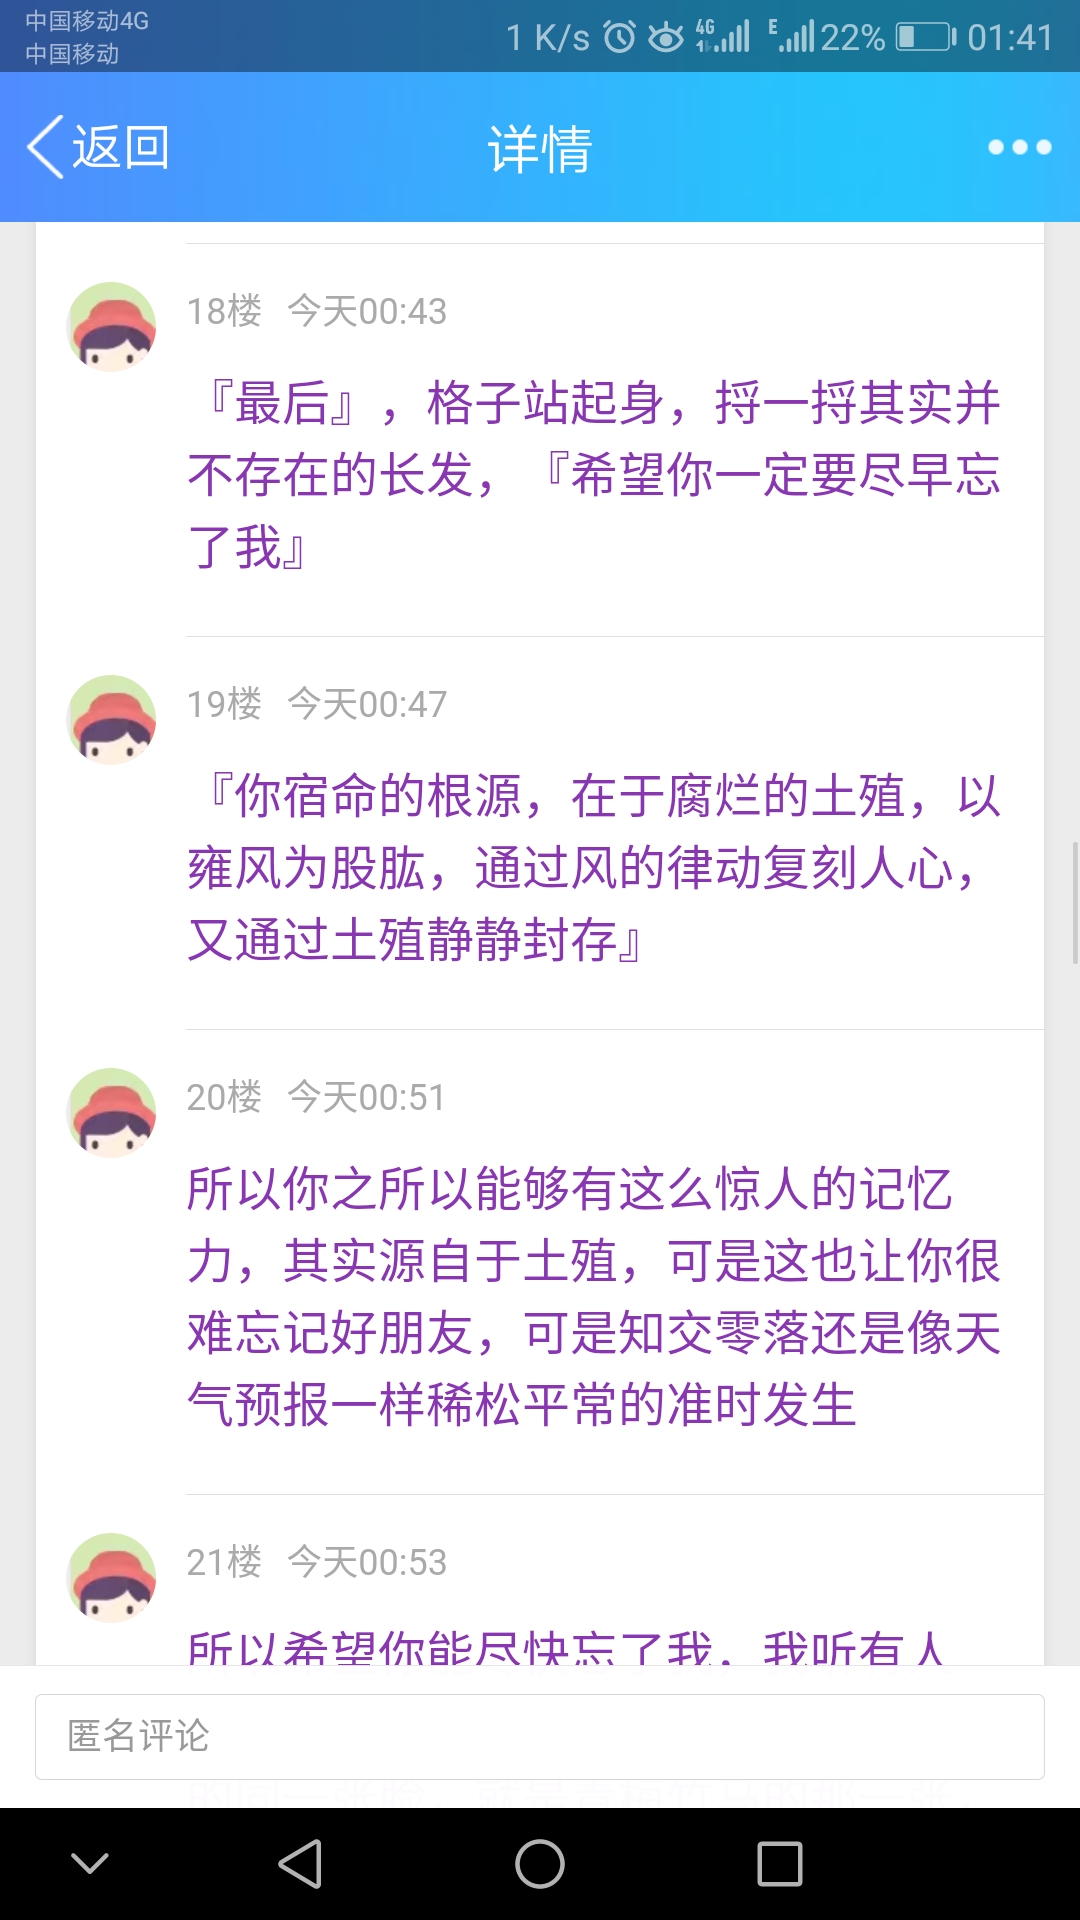 中国移动4G
中国移动
1 K/s 4G E 22% 01:41
返回 详情
18楼 今天00:43
『最后』，格子站起身，捋一捋其实并
不存在的长发，『希望你一定要尽早忘
了我』
19楼 今天00:47
『你宿命的根源，在于腐烂的土殖，以
雍风为股肱，通过风的律动复刻人心，
又通过土殖静静封存』
20楼 今天00:51
所以你之所以能够有这么惊人的记忆
力，其实源自于土殖，可是这也让你很
难忘记好朋友，可是知交零落还是像天
气预报一样稀松平常的准时发生
21楼 今天00:53
所以希望你能尽快忘了我，我听有人
匿名评论